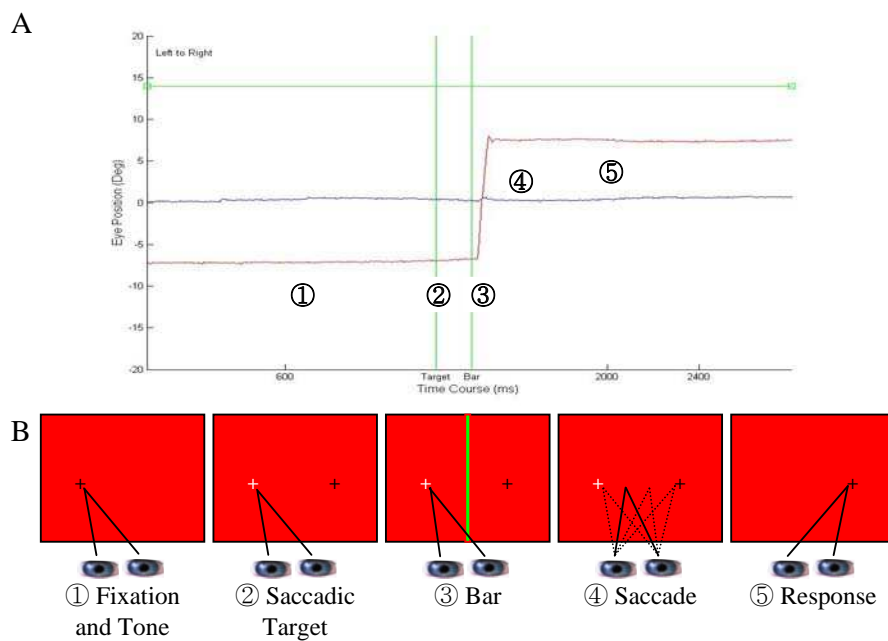 A
Left to Right
20
15
10
5
0
-5
-10
-15
-20
Eye Position (Deg)
①
②
③
④
⑤
600
Target
Bar
2000
2400
Time Course (ms)
B
① Fixation
and Tone
② Saccadic
Target
③ Bar
④ Saccade
⑤ Response